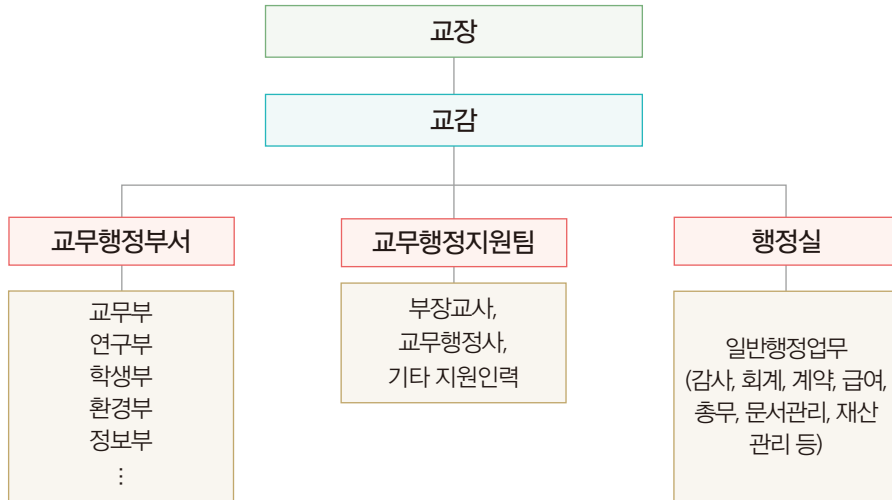 교장
교감
교무행정부서
교무행정지원팀
행정실
교무부
연구부
학생부
환경부
정보부
⋮
부장교사,
교무행정사,
기타 지원인력
일반행정업무
(감사, 회계, 계약, 급여,
총무, 문서관리, 재산
관리 등)